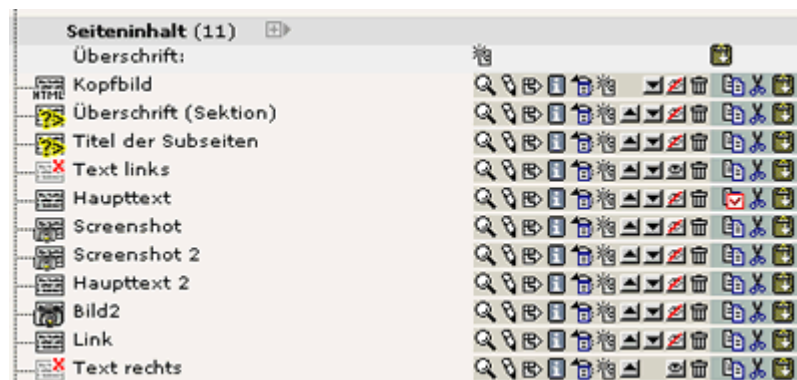 Seiteninhalt (11)
Überschrift:
HTML Kopfbild
Überschrift (Sektion)
Titel der Subseiten
Text links
Haupttext
Screenshot
Screenshot 2
Haupttext 2
Bild2
Link
Text rechts